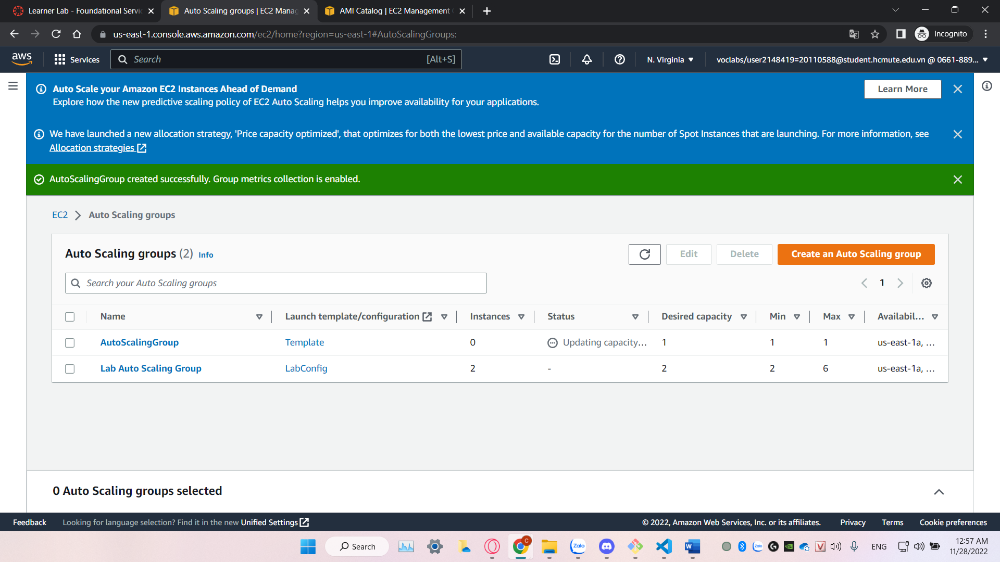 Learner Lab - Foundational Servic
Auto Scaling groups | EC2 Manag
AMI Catalog | EC2 Management C
us-east-1.console.aws.amazon.com/ec2/home?region=us-east-1#AutoScalingGroups:
Incognito
aws
Services
Search
[Alt+S]
N. Virginia
voclabs/user2148419=20110588@student.hcmute.edu.vn @ 0661-889...
Auto Scale your Amazon EC2 Instances Ahead of Demand
Learn More
Explore how the new predictive scaling policy of EC2 Auto Scaling helps you improve availability for your applications.
We have launched a new allocation strategy, 'Price capacity optimized', that optimizes for both the lowest price and available capacity for the number of Spot Instances that are launching. For more information, see
Allocation strategies
AutoScalingGroup created successfully. Group metrics collection is enabled.
EC2
Auto Scaling groups
Auto Scaling groups (2) Info
Edit
Delete
Create an Auto Scaling group
Search your Auto Scaling groups
1
Name Launch template/configuration Instances Status Desired capacity Min Max Availabil...
AutoScalingGroup Template 0 Updating capacity... 1 1 1 us-east-1a, ...
Lab Auto Scaling Group LabConfig 2 - 2 2 6 us-east-1a, ...
0 Auto Scaling groups selected
Feedback
Looking for language selection? Find it in the new Unified Settings
© 2022, Amazon Web Services, Inc. or its affiliates.
Privacy
Terms
Cookie preferences
Search
C
Zalo
W
Zalo
V
ENG
12:57 AM
11/28/2022